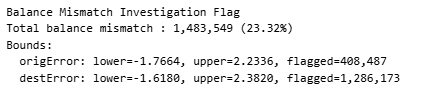 Balance Mismatch Investigation Flag
Total balance mismatch : 1,483,549 (23.32%)
Bounds:
  origError: lower=-1.7664, upper=2.2336, flagged=408,487
  destError: lower=-1.6180, upper=2.3820, flagged=1,286,173